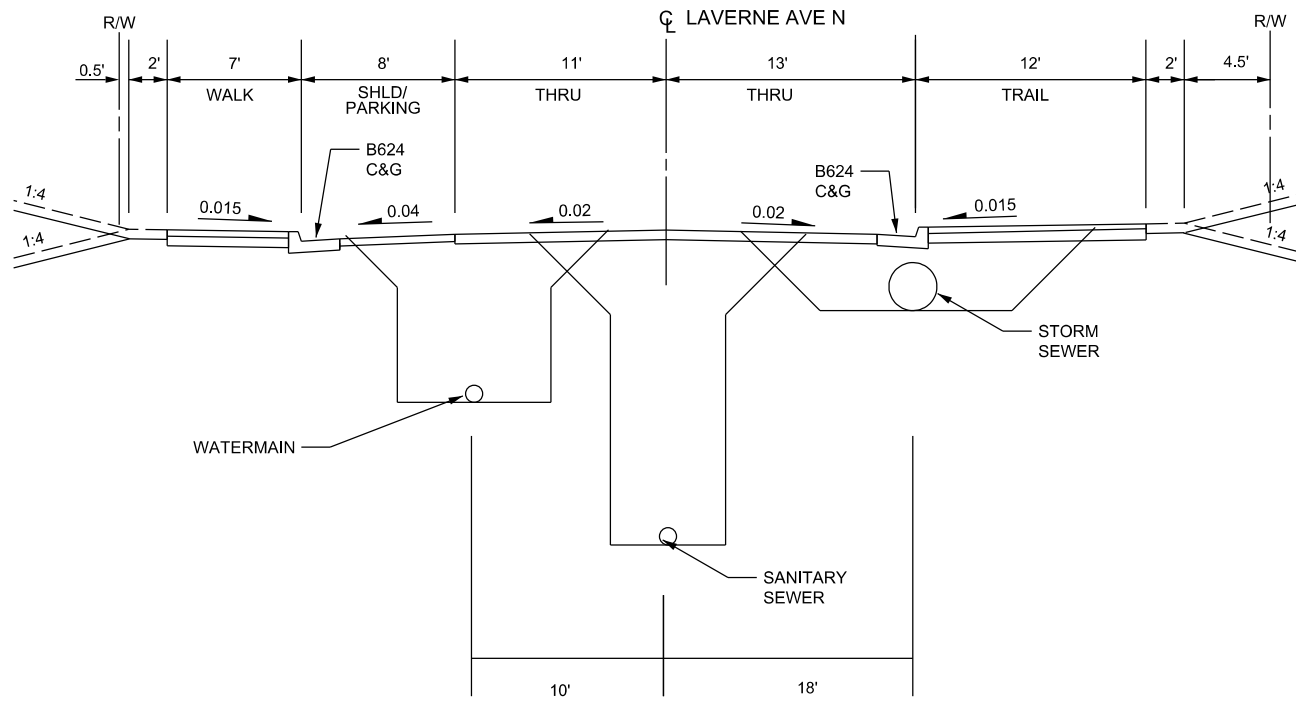 ℄ LAVERNE AVE N
R/W
R/W
0.5'
2'
7'
8'
11'
13'
12'
2'
4.5'
WALK
SHLD/
PARKING
THRU
THRU
TRAIL
B624
C&G
B624
C&G
1:4
1:4
0.015
0.04
0.02
0.02
0.015
1:4
1:4
STORM
SEWER
WATERMAIN
SANITARY
SEWER
10'
18'